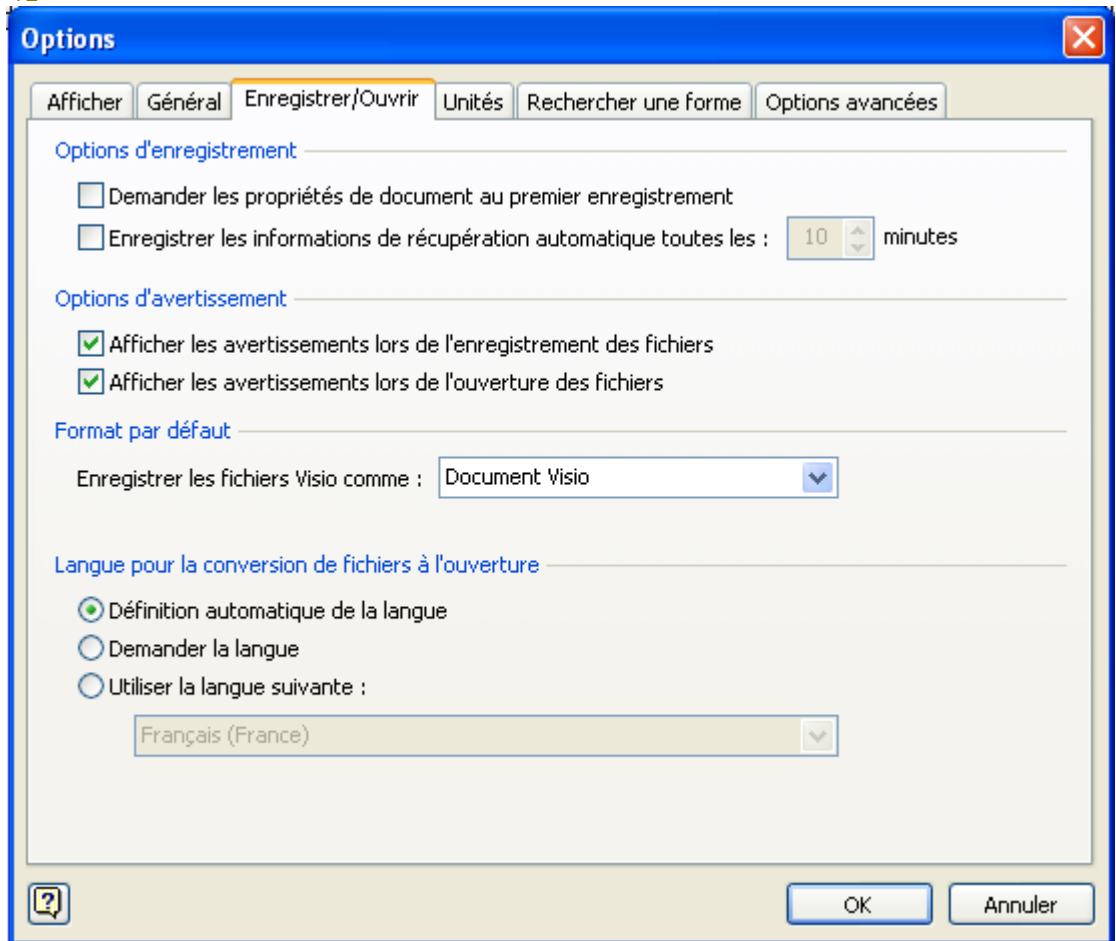 Options
Afficher Général Enregistrer/Ouvrir Unités Rechercher une forme Options avancées
Options d'enregistrement
Demander les propriétés de document au premier enregistrement
Enregistrer les informations de récupération automatique toutes les : 10 minutes
Options d'avertissement
Afficher les avertissements lors de l'enregistrement des fichiers
Afficher les avertissements lors de l'ouverture des fichiers
Format par défaut
Enregistrer les fichiers Visio comme : Document Visio
Langue pour la conversion de fichiers à l'ouverture
Définition automatique de la langue
Demander la langue
Utiliser la langue suivante :
Français (France)
OK Annuler